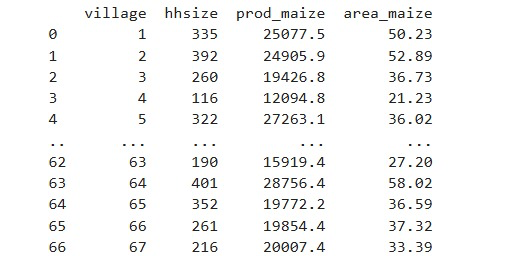 village hhsize prod_maize area_maize
0 1 335 25077.5 50.23
1 2 392 24905.9 52.89
2 3 260 19426.8 36.73
3 4 116 12094.8 21.23
4 5 322 27263.1 36.02
.. ... ... ... ...
62 63 190 15919.4 27.20
63 64 401 28756.4 58.02
64 65 352 19772.2 36.59
65 66 261 19854.4 37.32
66 67 216 20007.4 33.39